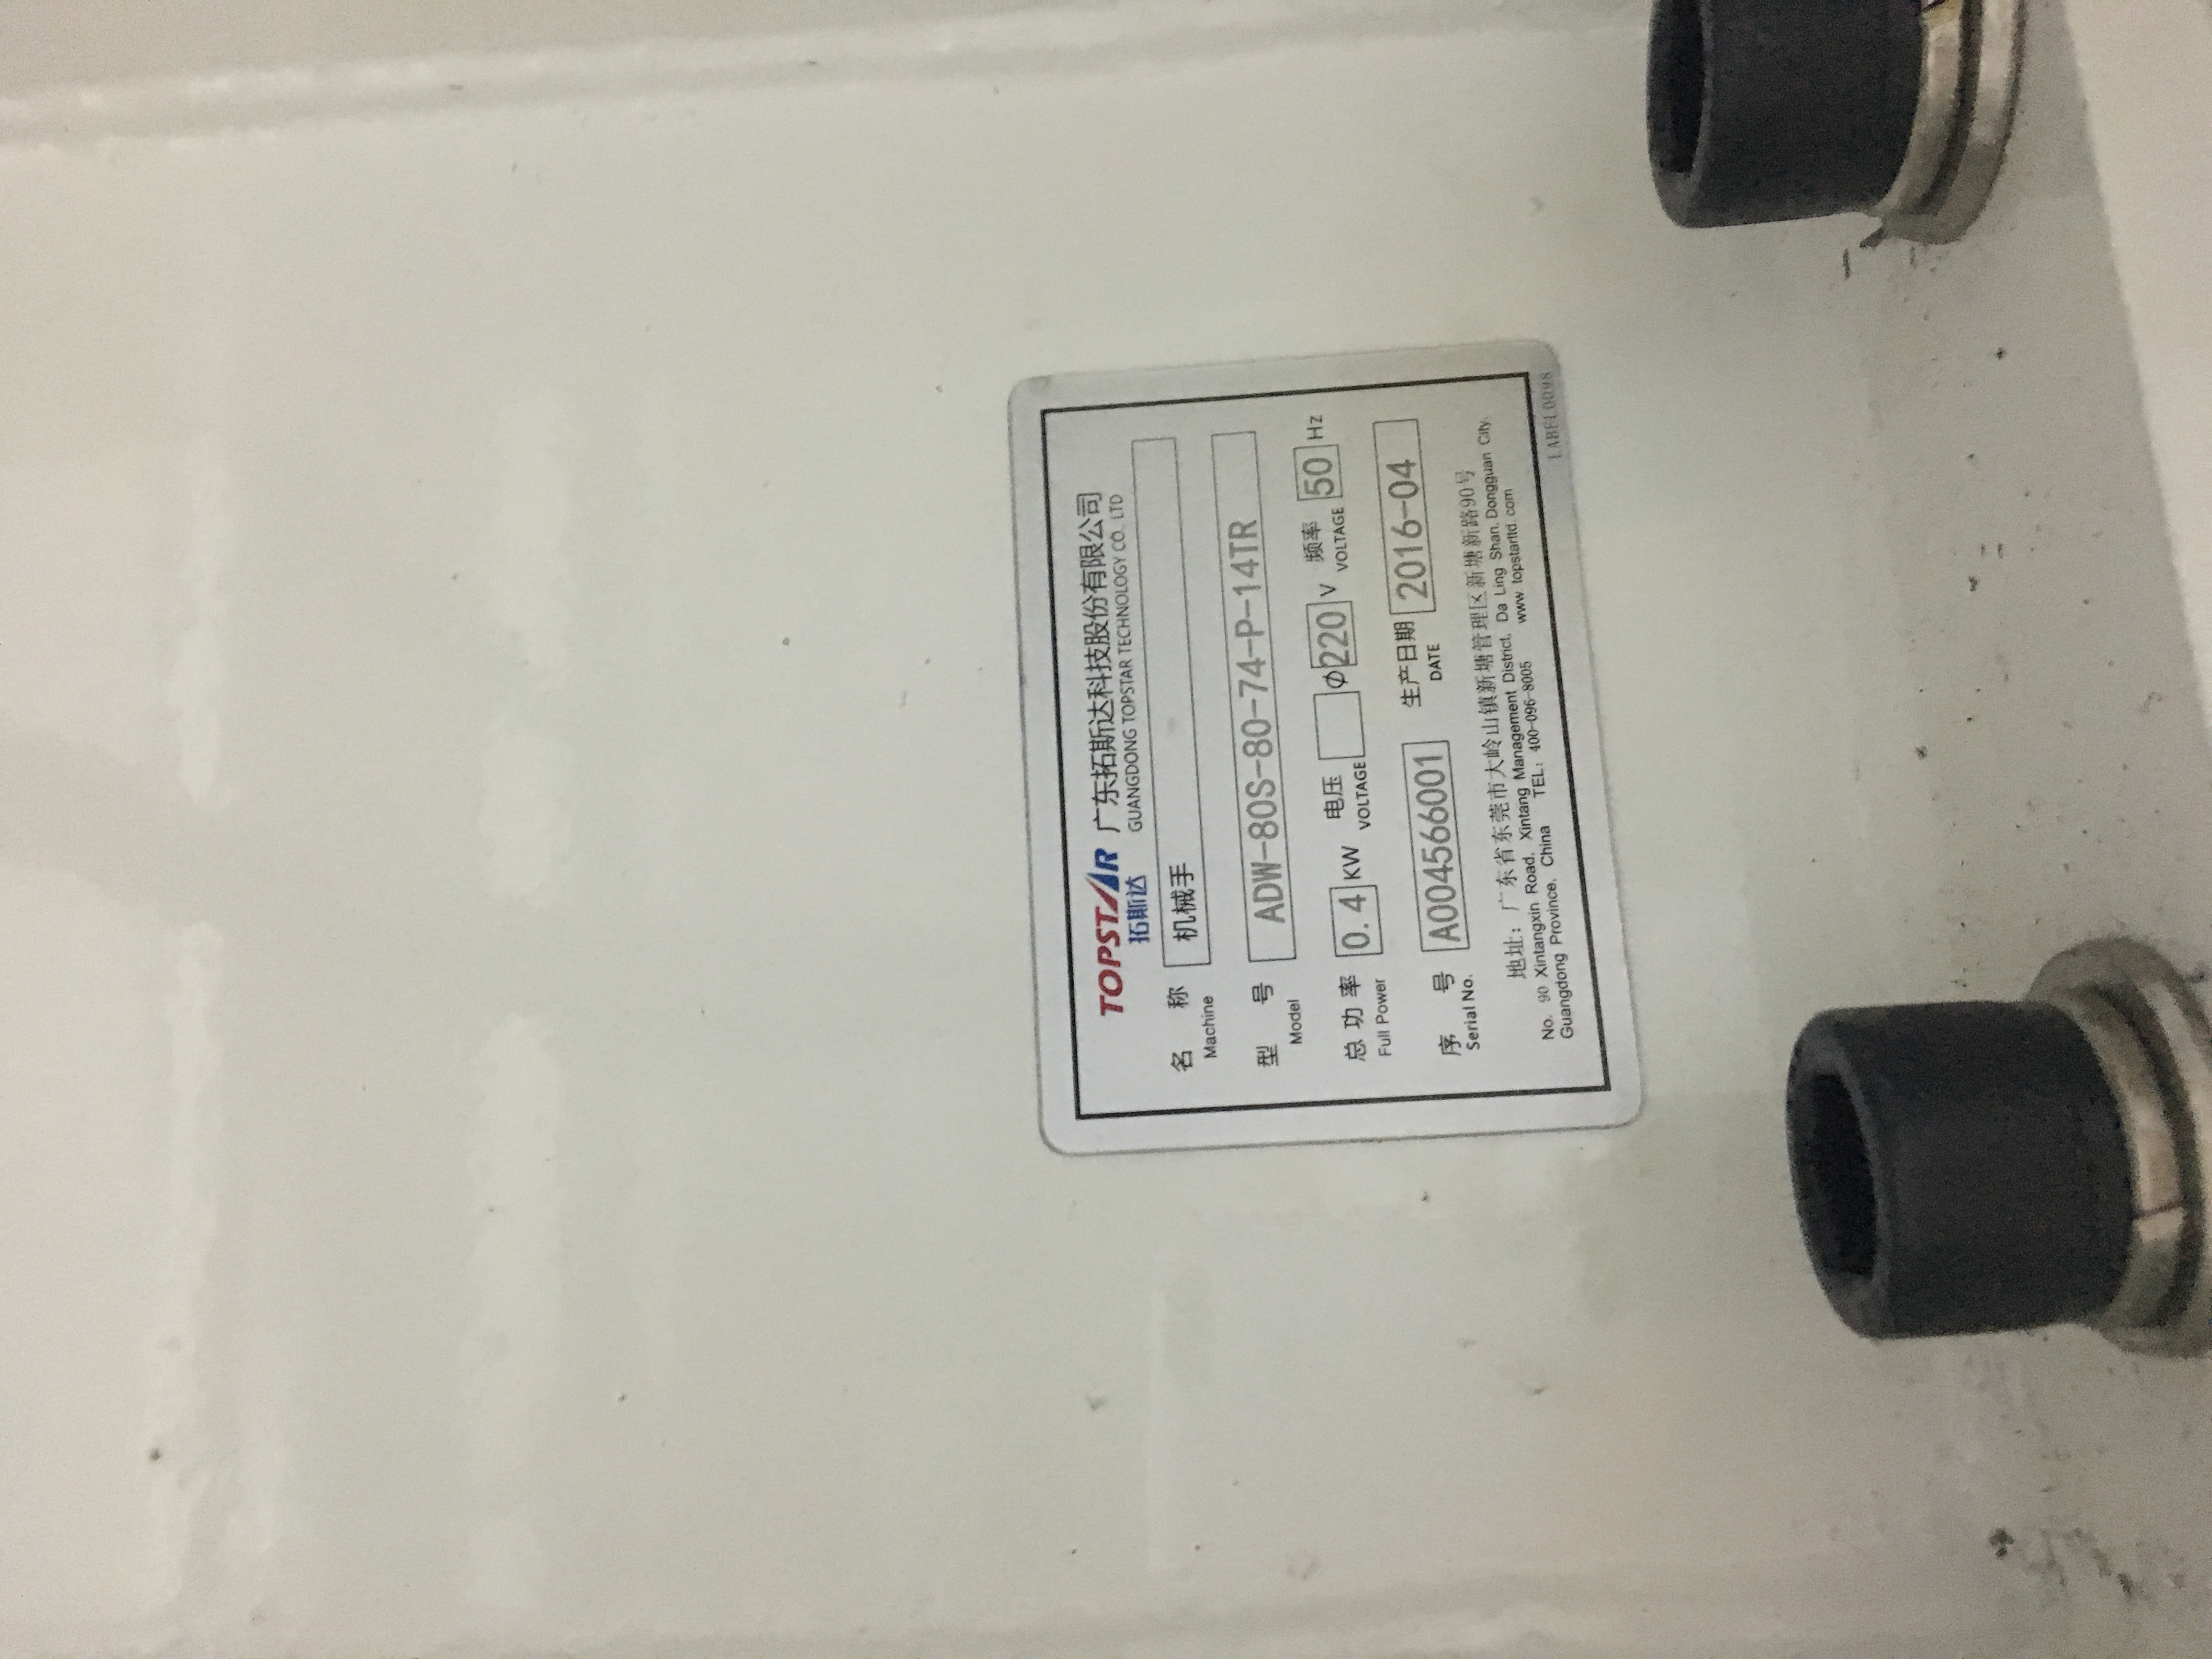 TOPSTAR 广东拓斯达科技股份有限公司
拓斯达 GUANGDONG TOPSTAR TECHNOLOGY CO., LTD
名 称 机械手
Machine
型 号 ADW-80S-80-74-P-14TR
Model
总 功 率 0.4 KW 电压 Ø 220 V 频率 50 Hz
Full Power VOLTAGE VOLTAGE
序 号 A004566001 生产日期 2016-04
Serial No. DATE
地址：广东省东莞市大岭山镇新塘管理区新塘新路90号
No. 90 Xintangxin Road, Xintang Management District, Da Ling Shan, Dongguan City,
Guangdong Province, China TEL: 400-096-8005 www.topstarltd.com
LABEL0098